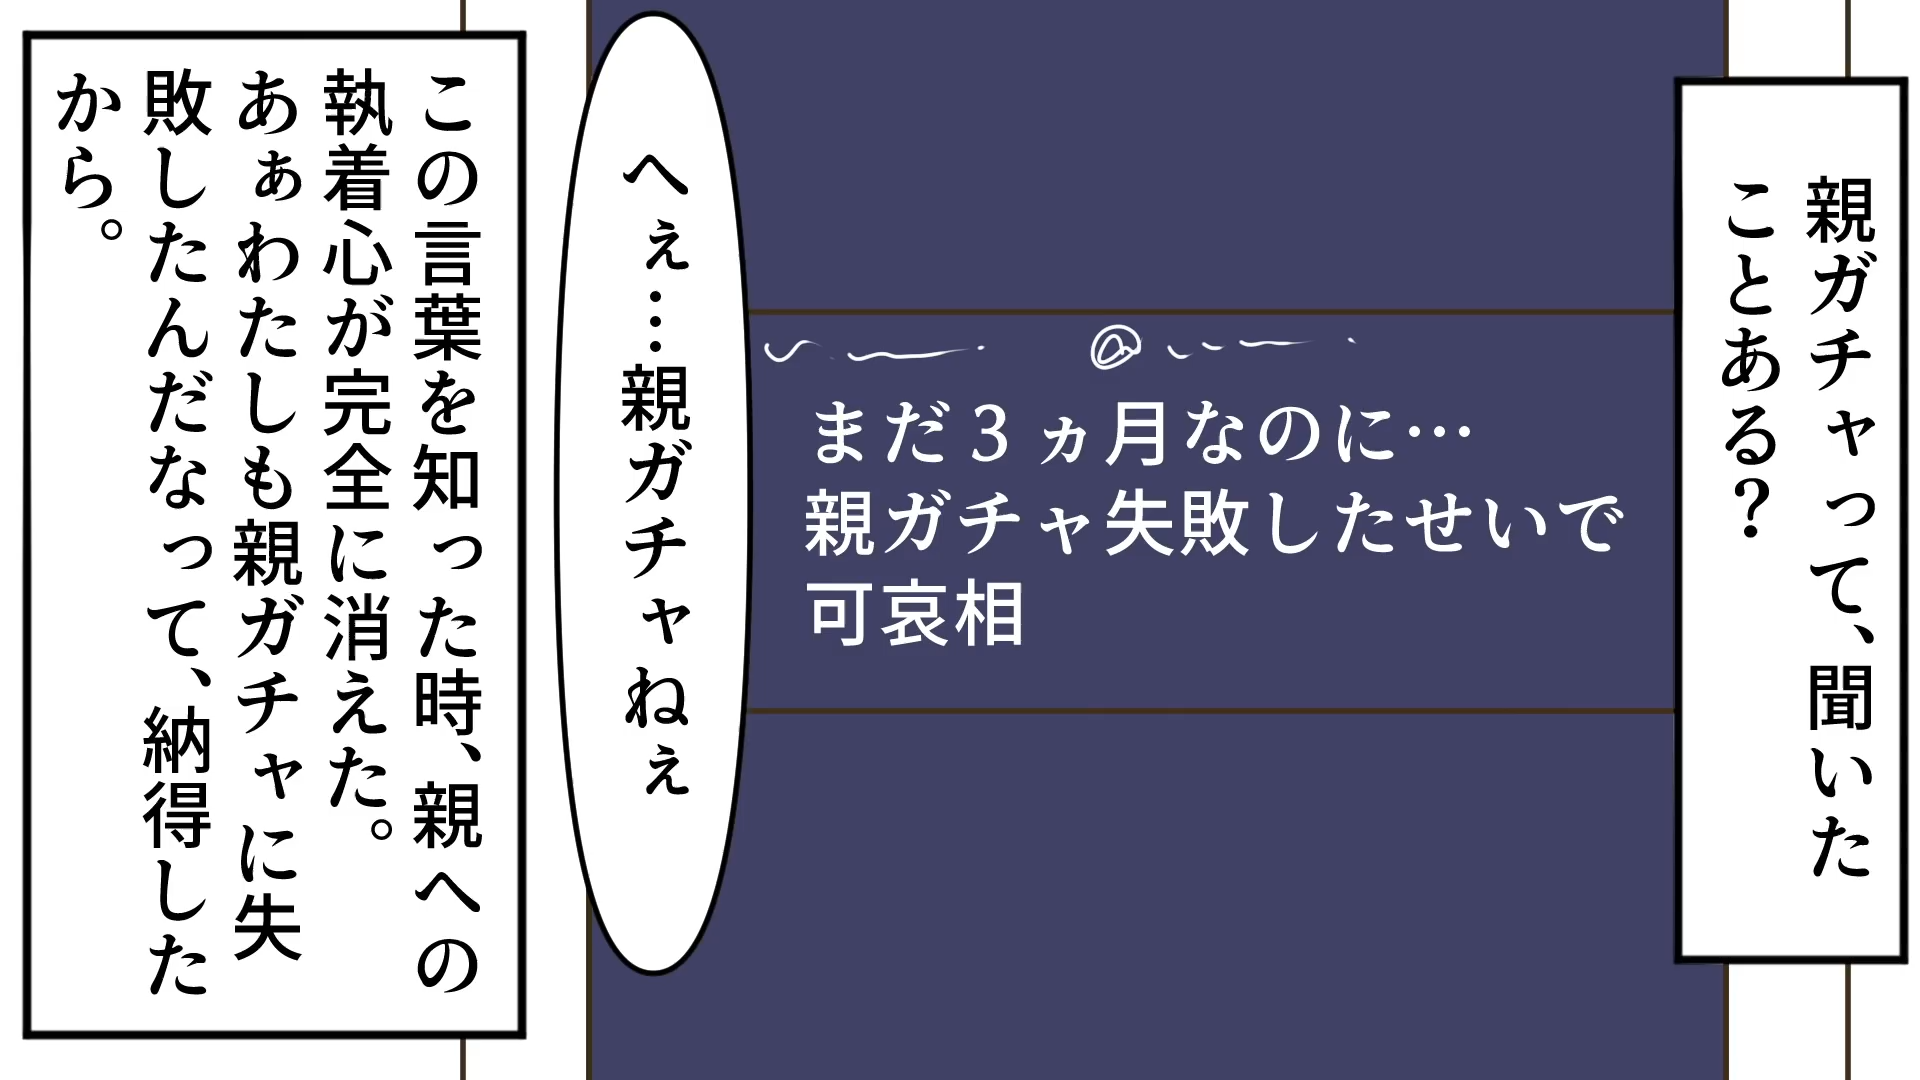 親ガチャって、聞いた
ことある？
まだ３ヵ月なのに…
親ガチャ失敗したせいで
可哀相
へぇ…親ガチャねぇ
この言葉を知った時、親への
執着心が完全に消えた。
あぁわたしも親ガチャに失
敗したんだなって、納得した
から。